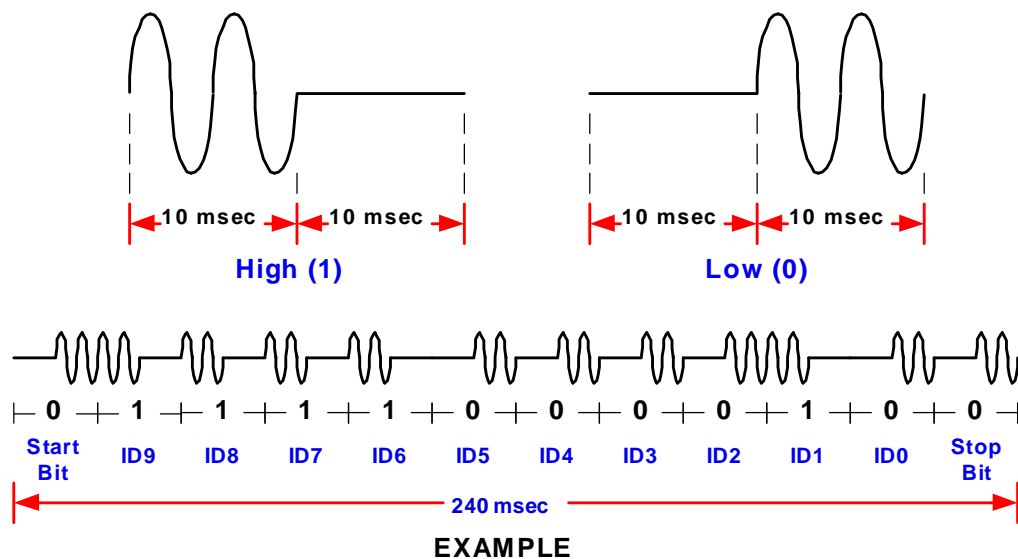 10 msec 10 msec 10 msec 10 msec
High (1) Low (0)
0 1 1 1 1 0 0 0 0 1 0 0
Start Bit ID9 ID8 ID7 ID6 ID5 ID4 ID3 ID2 ID1 ID0 Stop Bit
240 msec
EXAMPLE